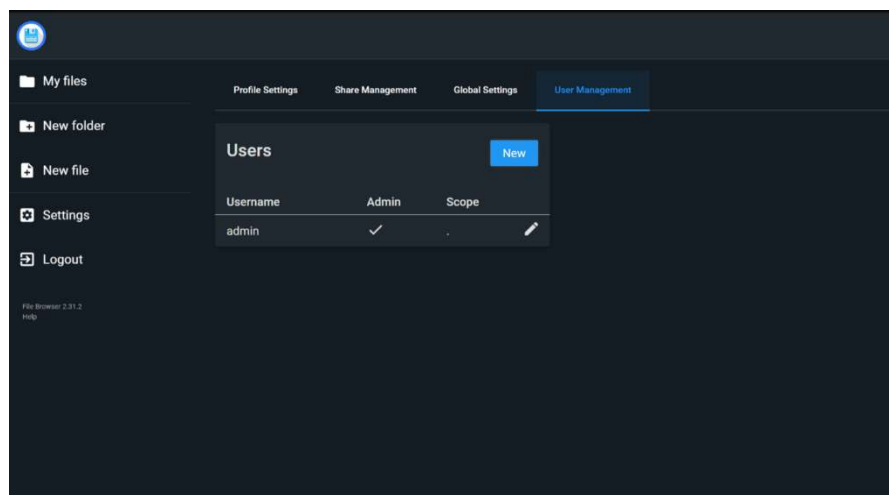 My files
New folder
New file
Settings
Logout
File Browser 2.31.2
Help
Profile Settings Share Management Global Settings User Management
Users New
Username Admin Scope
admin .